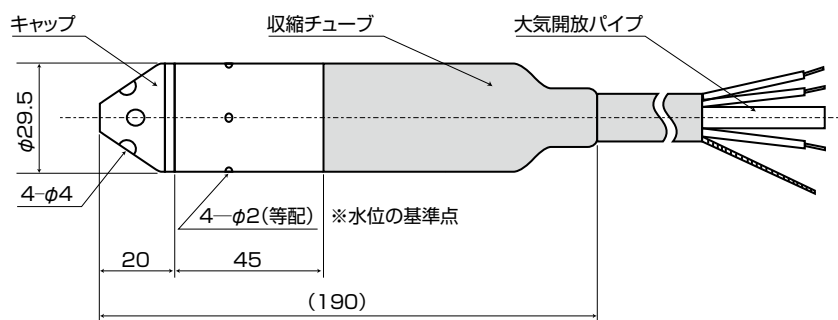 キャップ
収縮チューブ
大気開放パイプ
φ29.5
4-φ4
4—φ2(等配) ※水位の基準点
20
45
(190)